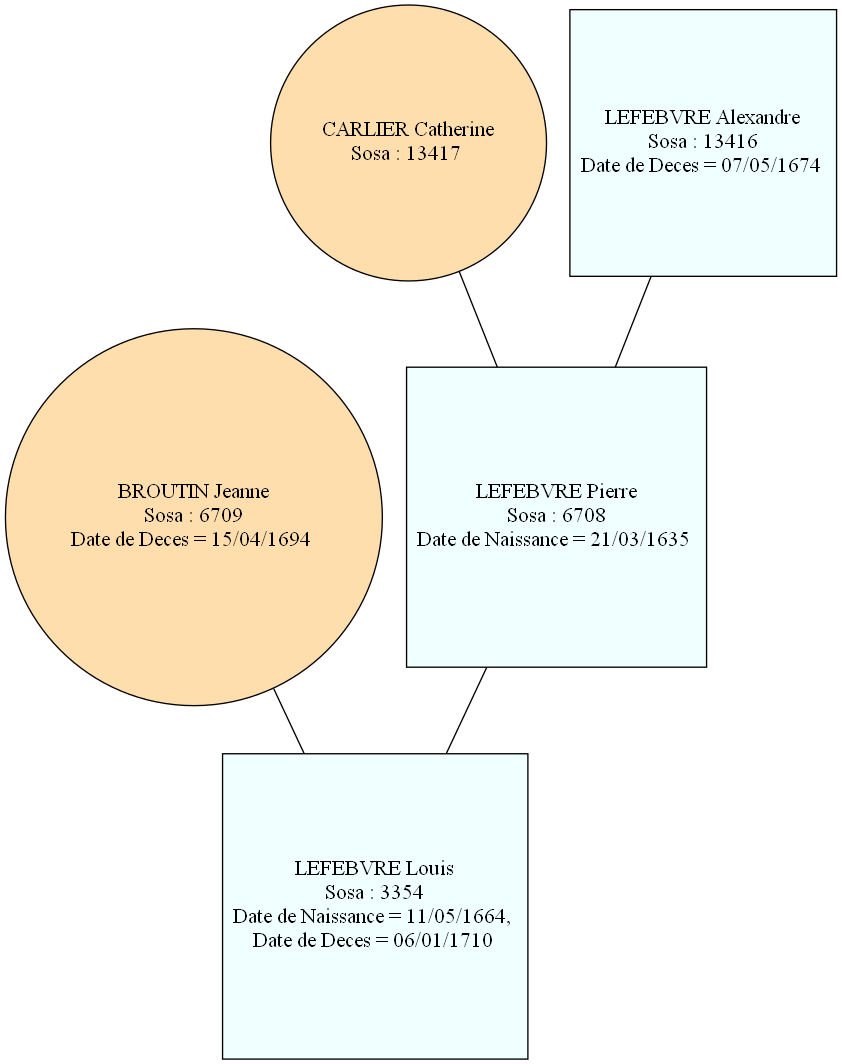 CARLIER Catherine
Sosa : 13417
LEFEBVRE Alexandre
Sosa : 13416
Date de Deces = 07/05/1674
BROUTIN Jeanne
Sosa : 6709
Date de Deces = 15/04/1694
LEFEBVRE Pierre
Sosa : 6708
Date de Naissance = 21/03/1635
LEFEBVRE Louis
Sosa : 3354
Date de Naissance = 11/05/1664,
Date de Deces = 06/01/1710